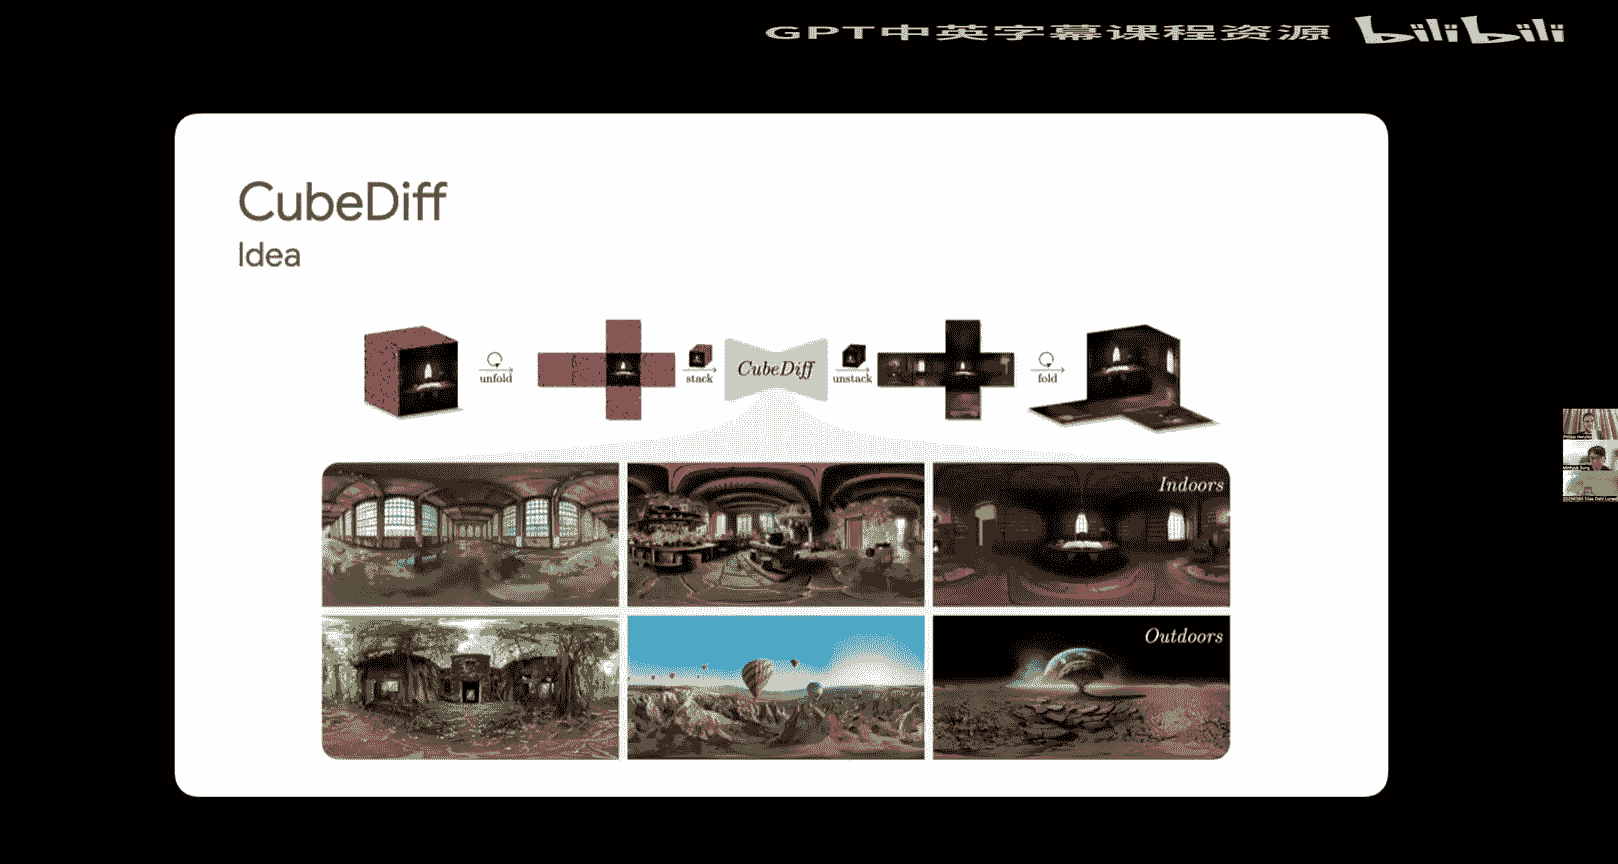 GPT中英字幕课程资源 bilibili
CubeDiff
Idea
unfold
stack
CubeDiff
unstack
fold
Indoors
Outdoors